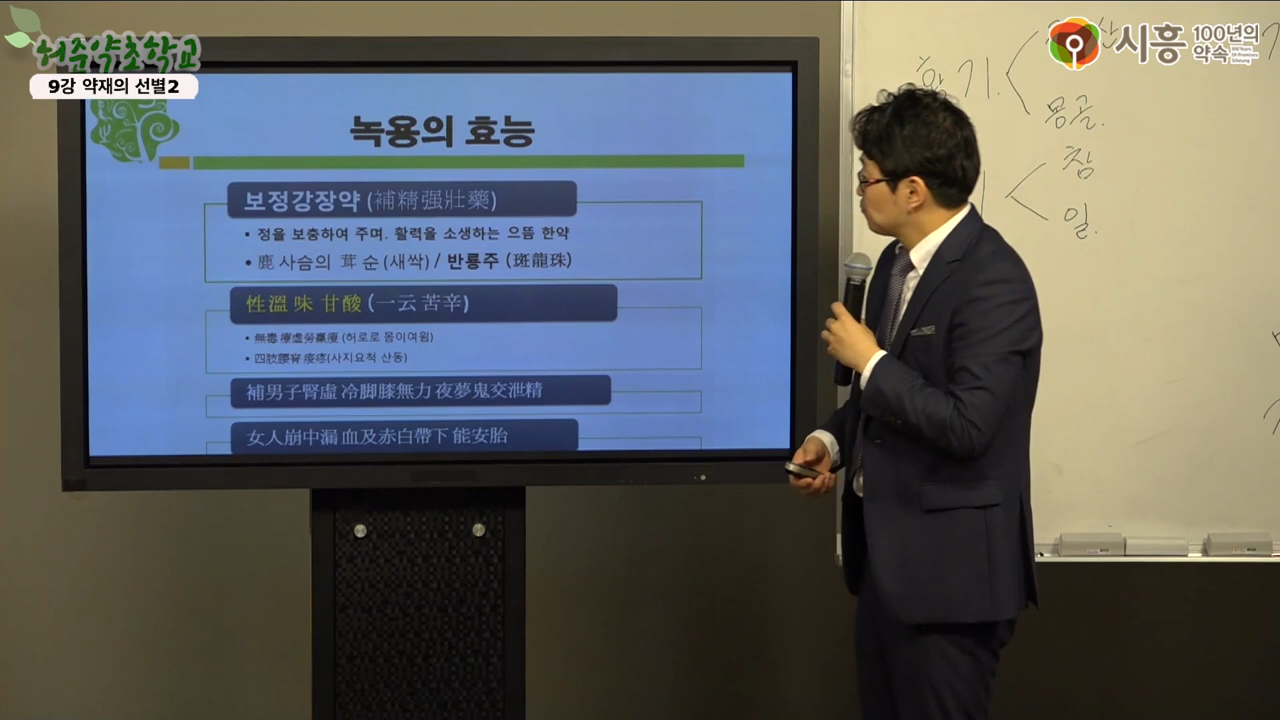 허준약초학교
9강 약재의 선별2
시흥 100년의 약속
녹용의 효능
보정강장약 (補精强壯藥)
• 정을 보충하여 주며. 활력을 소생하는 으뜸 한약
• 鹿 사슴의 茸 순 (새싹) / 반룡주 (斑龍珠)
性溫 味 甘酸 (一云 苦辛)
• 無毒 療虛勞羸瘦 (허로로 몸이여윔)
• 四肢腰脊 痠疼(사지요척 산동)
補男子腎虛 冷脚膝無力 夜夢鬼交泄精
女人崩中漏 血及赤白帶下 能安胎
황기.
몽골.
참
일.